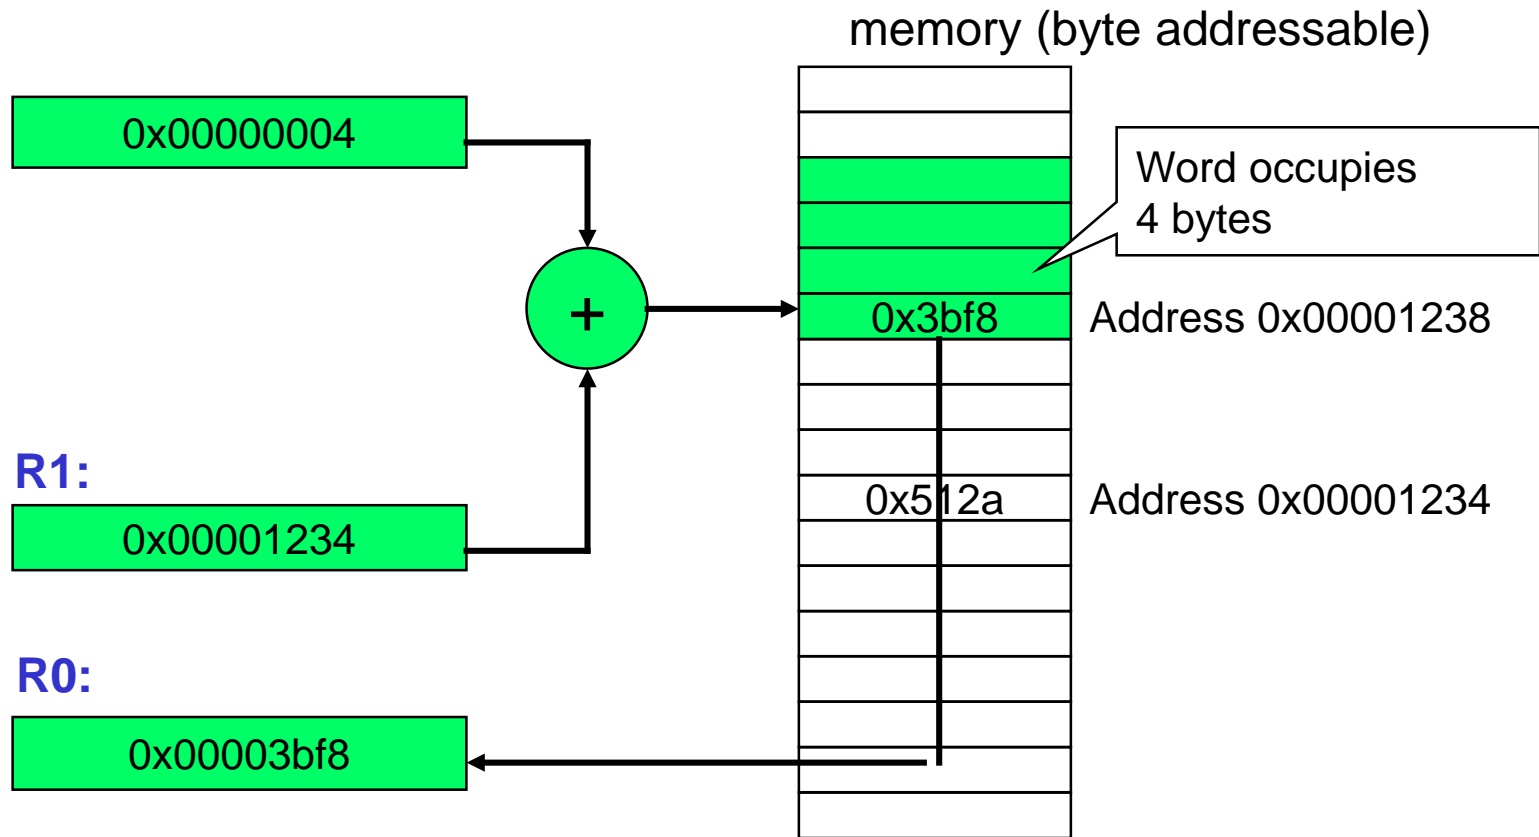 memory (byte addressable)
0x00000004
Word occupies
4 bytes
+
0x3bf8
Address 0x00001238
R1:
0x512a
Address 0x00001234
0x00001234
R0:
0x00003bf8